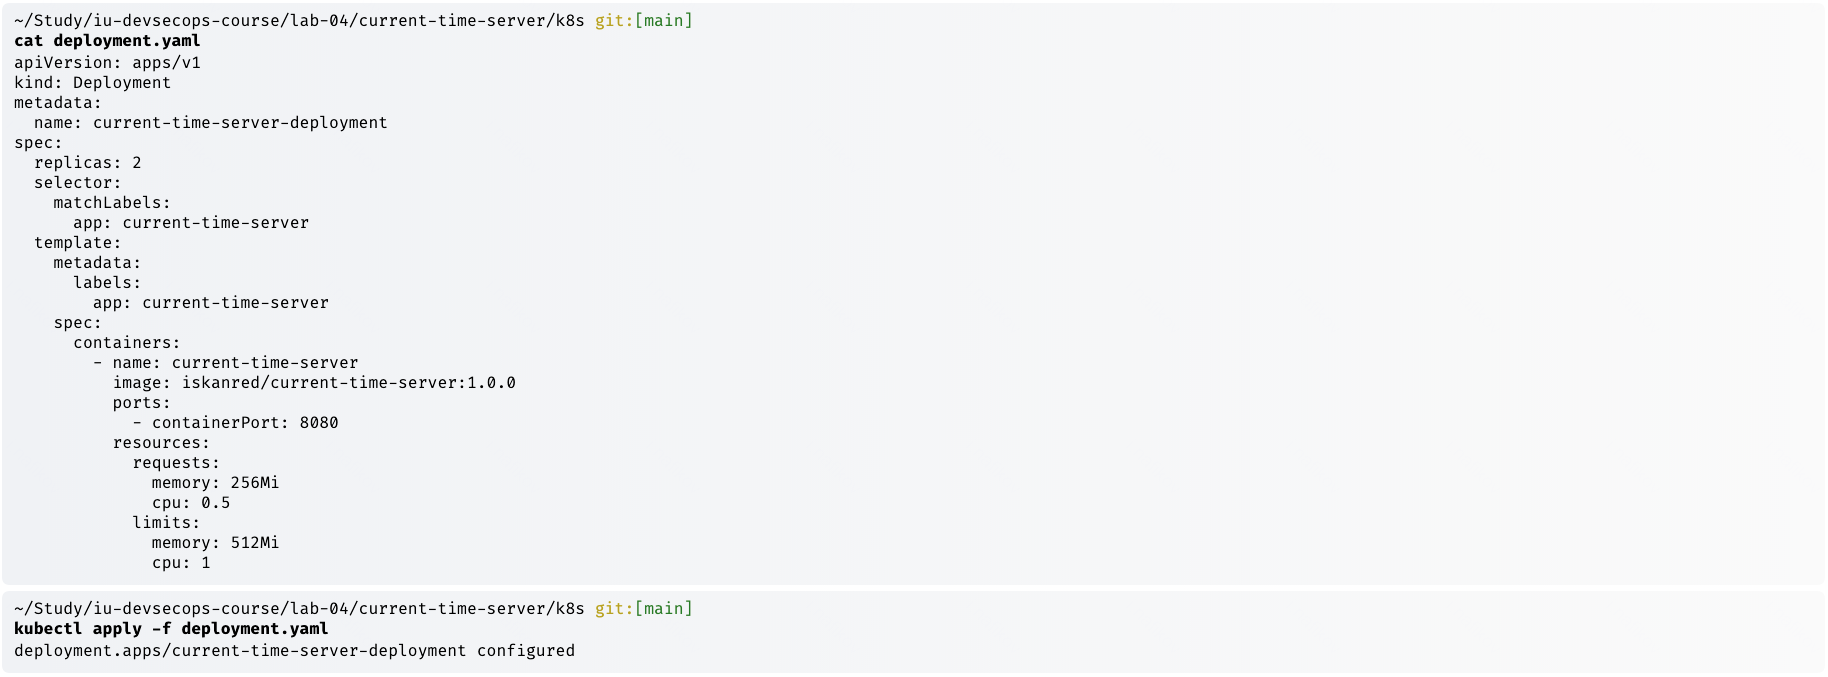 ~/Study/iu-devsecops-course/lab-04/current-time-server/k8s git:[main]
cat deployment.yaml
apiVersion: apps/v1
kind: Deployment
metadata:
  name: current-time-server-deployment
spec:
  replicas: 2
  selector:
    matchLabels:
      app: current-time-server
  template:
    metadata:
      labels:
        app: current-time-server
    spec:
      containers:
        - name: current-time-server
          image: iskanred/current-time-server:1.0.0
          ports:
            - containerPort: 8080
          resources:
            requests:
              memory: 256Mi
              cpu: 0.5
            limits:
              memory: 512Mi
              cpu: 1
~/Study/iu-devsecops-course/lab-04/current-time-server/k8s git:[main]
kubectl apply -f deployment.yaml
deployment.apps/current-time-server-deployment configured